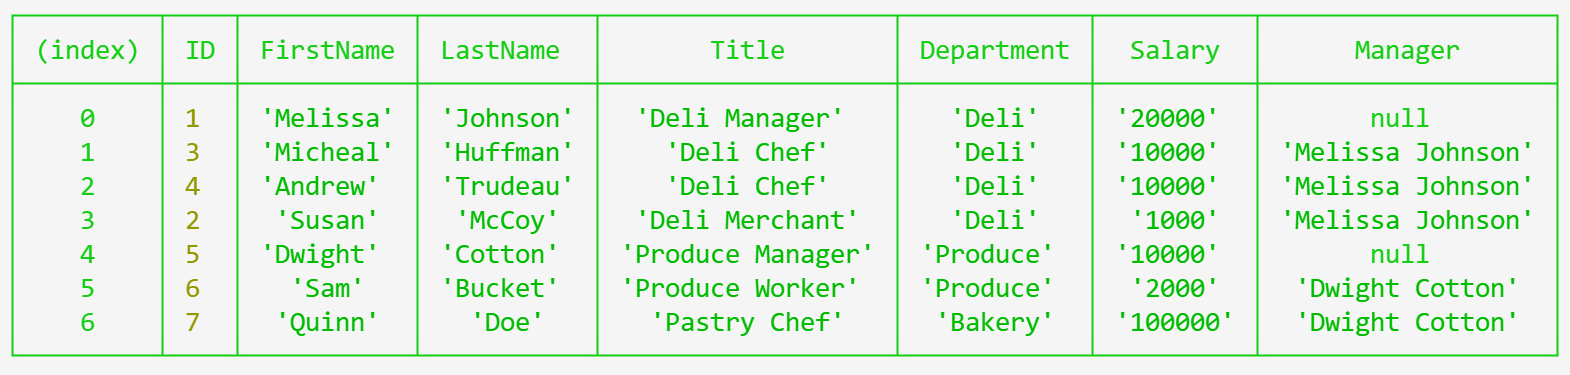 (index) ID FirstName LastName Title Department Salary Manager
0 1 'Melissa' 'Johnson' 'Deli Manager' 'Deli' '20000' null
1 3 'Micheal' 'Huffman' 'Deli Chef' 'Deli' '10000' 'Melissa Johnson'
2 4 'Andrew' 'Trudeau' 'Deli Chef' 'Deli' '10000' 'Melissa Johnson'
3 2 'Susan' 'McCoy' 'Deli Merchant' 'Deli' '1000' 'Melissa Johnson'
4 5 'Dwight' 'Cotton' 'Produce Manager' 'Produce' '10000' null
5 6 'Sam' 'Bucket' 'Produce Worker' 'Produce' '2000' 'Dwight Cotton'
6 7 'Quinn' 'Doe' 'Pastry Chef' 'Bakery' '100000' 'Dwight Cotton'